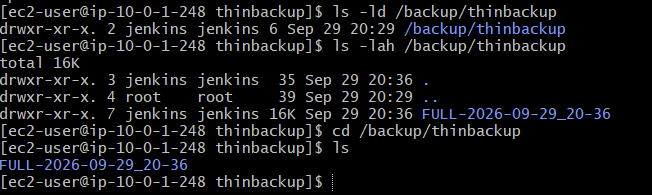 [ec2-user@ip-10-0-1-248 thinbackup]$ ls -ld /backup/thinbackup
drwxr-xr-x. 2 jenkins jenkins 6 Sep 29 20:29 /backup/thinbackup
[ec2-user@ip-10-0-1-248 thinbackup]$ ls -lah /backup/thinbackup
total 16K
drwxr-xr-x. 3 jenkins jenkins  35 Sep 29 20:36 .
drwxr-xr-x. 4 root    root     39 Sep 29 20:29 ..
drwxr-xr-x. 7 jenkins jenkins 16K Sep 29 20:36 FULL-2026-09-29_20-36
[ec2-user@ip-10-0-1-248 thinbackup]$ cd /backup/thinbackup
[ec2-user@ip-10-0-1-248 thinbackup]$ ls
FULL-2026-09-29_20-36
[ec2-user@ip-10-0-1-248 thinbackup]$